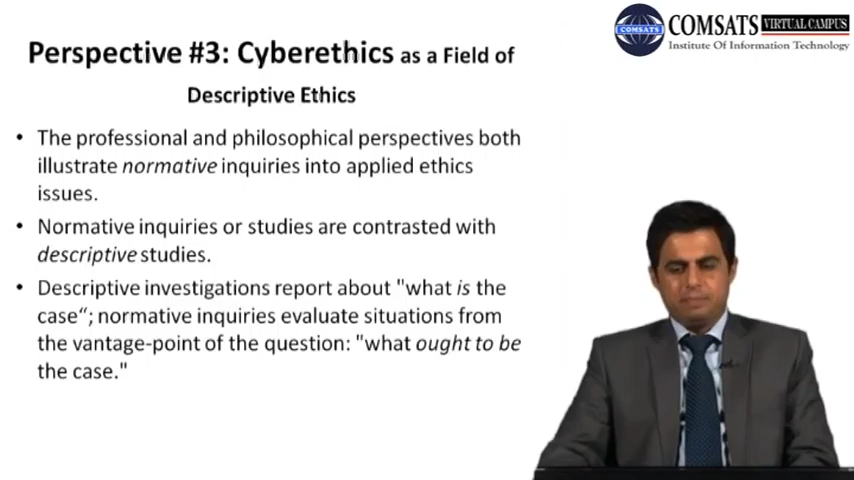 COMSATS VIRTUAL CAMPUS
COMSATS
Institute Of Information Technology
Perspective #3: Cyberethics as a Field of
Descriptive Ethics
• The professional and philosophical perspectives both
illustrate normative inquiries into applied ethics
issues.
• Normative inquiries or studies are contrasted with
descriptive studies.
• Descriptive investigations report about "what is the
case“; normative inquiries evaluate situations from
the vantage-point of the question: "what ought to be
the case."